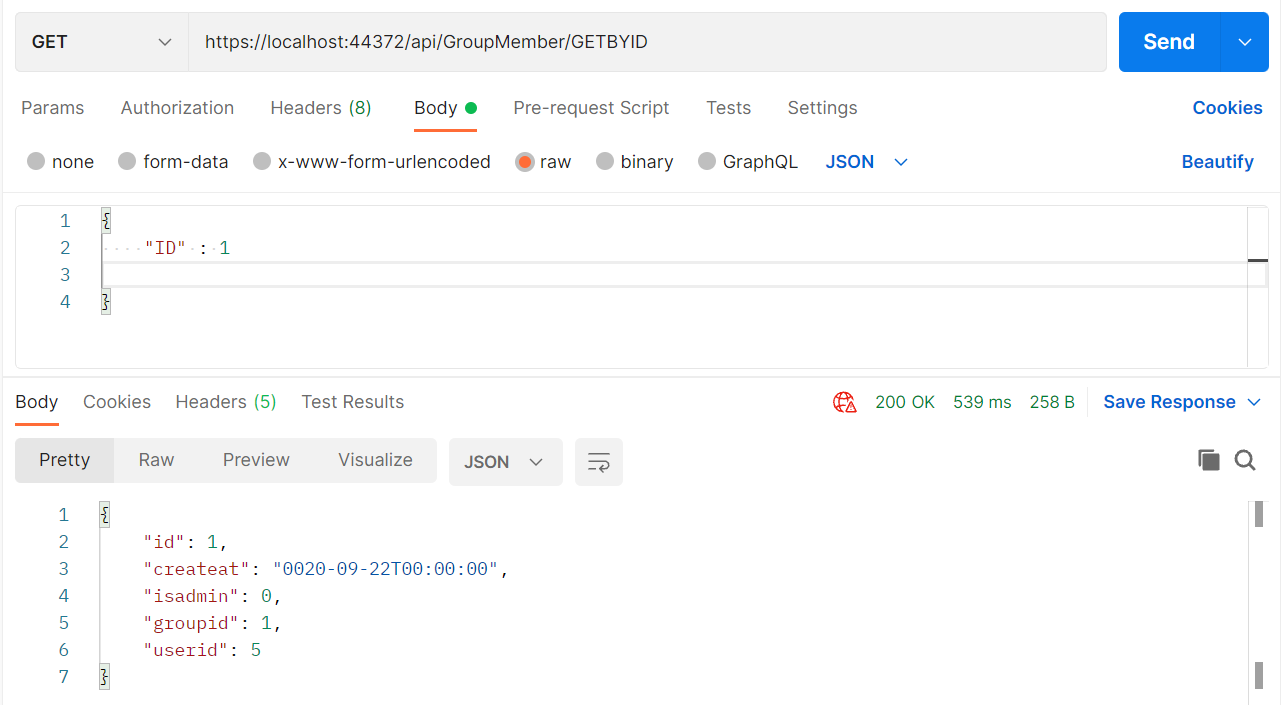 GET https://localhost:44372/api/GroupMember/GETBYID Send
Params Authorization Headers (8) Body Pre-request Script Tests Settings Cookies
none form-data x-www-form-urlencoded raw binary GraphQL JSON Beautify
1 {
2 "ID" : 1
3
4 }
Body Cookies Headers (5) Test Results 200 OK 539 ms 258 B Save Response
Pretty Raw Preview Visualize JSON
1 {
2 "id": 1,
3 "createat": "0020-09-22T00:00:00",
4 "isadmin": 0,
5 "groupid": 1,
6 "userid": 5
7 }